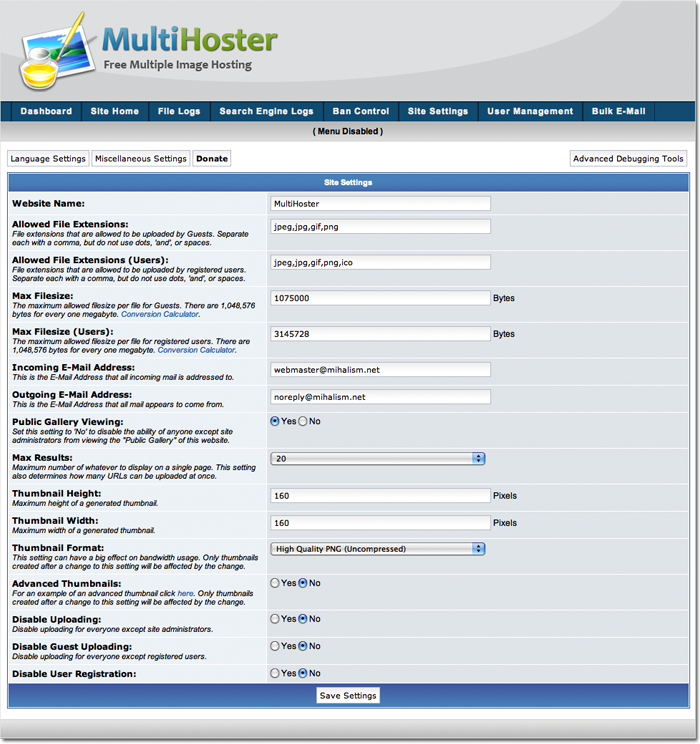 MultiHoster
Free Multiple Image Hosting
Dashboard Site Home File Logs Search Engine Logs Ban Control Site Settings User Management Bulk E-Mail
( Menu Disabled )
Language Settings Miscellaneous Settings Donate Advanced Debugging Tools
Site Settings
Website Name: MultiHoster
Allowed File Extensions: jpeg,jpg,gif,png
File extensions that are allowed to be uploaded by Guests. Separate
each with a comma, but do not use dots, 'and', or spaces.
Allowed File Extensions (Users): jpeg,jpg,gif,png,ico
File extensions that are allowed to be uploaded by registered users.
Separate each with a comma, but do not use dots, 'and', or spaces.
Max Filesize: 1075000 Bytes
The maximum allowed filesize per file for Guests. There are 1,048,576
bytes for every one megabyte. Conversion Calculator.
Max Filesize (Users): 3145728 Bytes
The maximum allowed filesize per file for registered users. There are
1,048,576 bytes for every one megabyte. Conversion Calculator.
Incoming E-Mail Address: webmaster@mihalism.net
This is the E-Mail Address that all incoming mail is addressed to.
Outgoing E-Mail Address: noreply@mihalism.net
This is the E-Mail Address that all mail appears to come from.
Public Gallery Viewing: Yes No
Set this setting to 'No' to disable the ability of anyone except site
administrators from viewing the "Public Gallery" of this website.
Max Results: 20
Maximum number of whatever to display on a single page. This setting
also determines how many URLs can be uploaded at once.
Thumbnail Height: 160 Pixels
Maximum height of a generated thumbnail.
Thumbnail Width: 160 Pixels
Maximum width of a generated thumbnail.
Thumbnail Format: High Quality PNG (Uncompressed)
This setting can have a big effect on bandwidth usage. Only thumbnails
created after a change to this setting will be affected by the change.
Advanced Thumbnails: Yes No
For an example of an advanced thumbnail click here. Only thumbnails
created after a change to this setting will be affected by the change.
Disable Uploading: Yes No
Disable uploading for everyone except site administrators.
Disable Guest Uploading: Yes No
Disable uploading for everyone except registered users.
Disable User Registration: Yes No
Save Settings